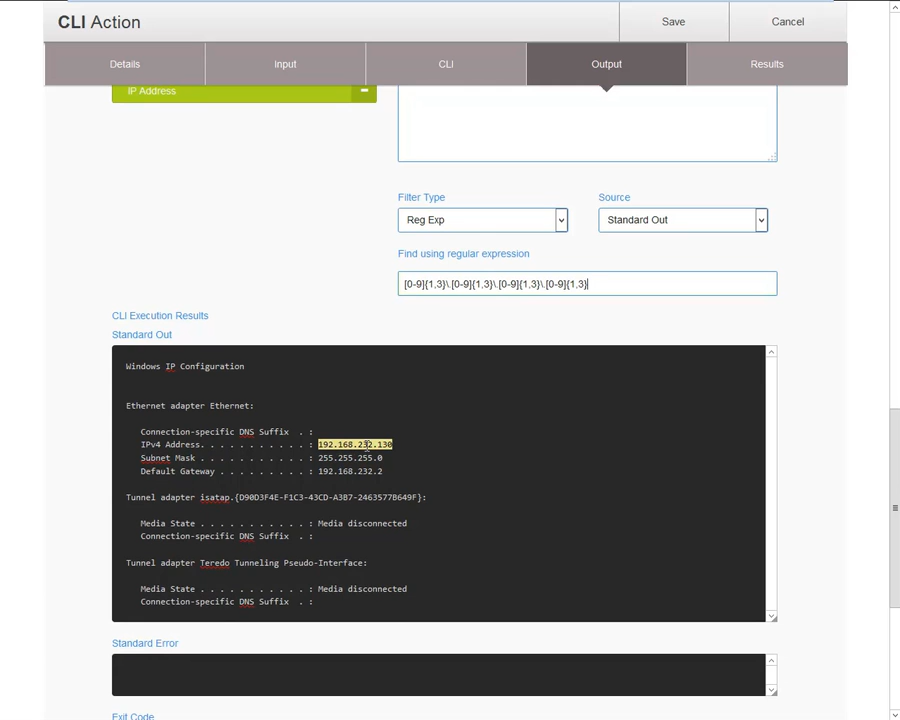 CLI Action
Save
Cancel
Details
Input
CLI
Output
Results
IP Address
Filter Type
Source
Reg Exp
Standard Out
Find using regular expression
[0-9]{1,3}\.[0-9]{1,3}\.[0-9]{1,3}\.[0-9]{1,3}
CLI Execution Results
Standard Out
Windows IP Configuration
Ethernet adapter Ethernet:
Connection-specific DNS Suffix . :
IPv4 Address. . . . . . . . . . . : 192.168.232.130
Subnet Mask . . . . . . . . . . . : 255.255.255.0
Default Gateway . . . . . . . . . : 192.168.232.2
Tunnel adapter isatap.{D90D3F4E-F1C3-43CD-A3B7-2463577B649F}:
Media State . . . . . . . . . . . : Media disconnected
Connection-specific DNS Suffix . :
Tunnel adapter Teredo Tunneling Pseudo-Interface:
Media State . . . . . . . . . . . : Media disconnected
Connection-specific DNS Suffix . :
Standard Error
Exit Code